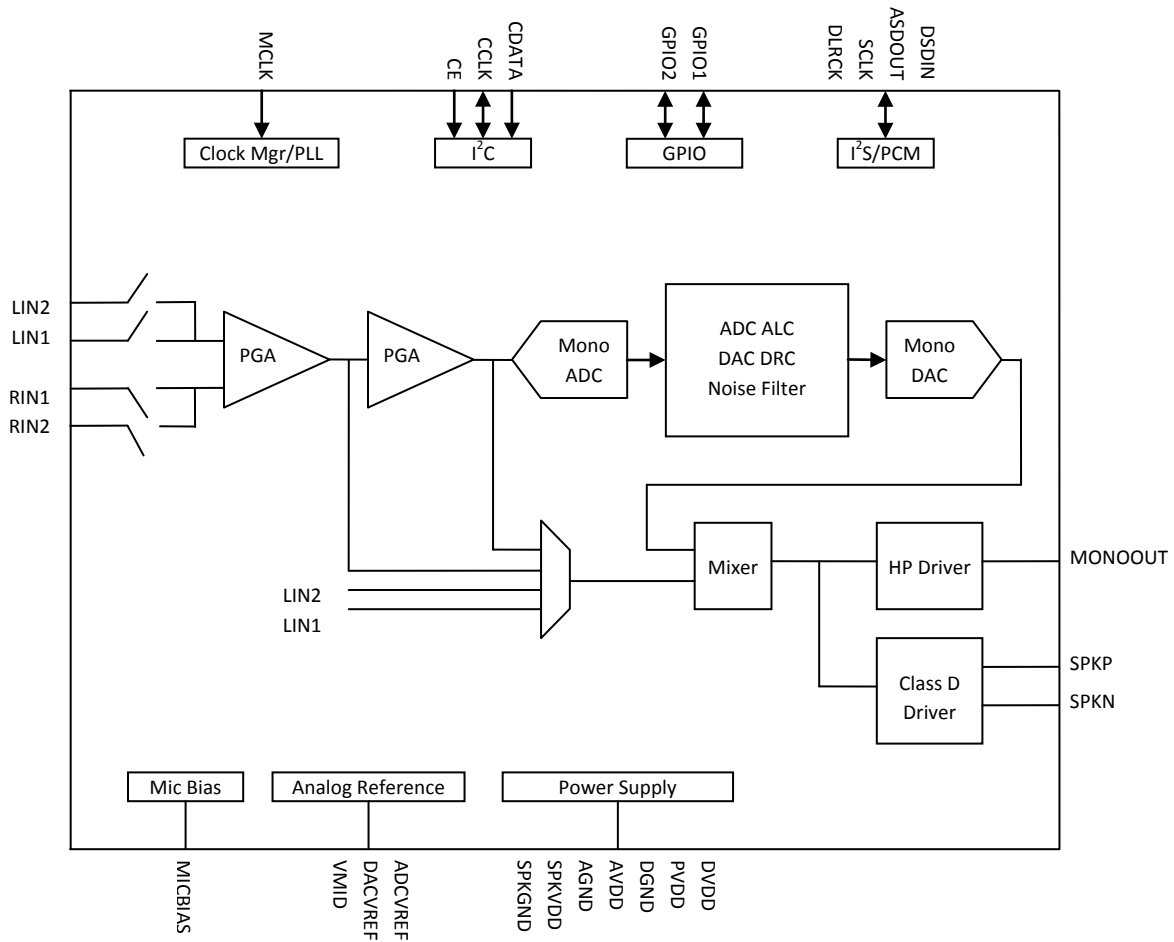 MCLK
CE
CCLK
CDATA
GPIO2
GPIO1
DLRCK
SCLK
ASDOUT
DSDIN
Clock Mgr/PLL
I²C
GPIO
I²S/PCM
LIN2
LIN1
RIN1
RIN2
PGA
PGA
Mono
ADC
ADC ALC
DAC DRC
Noise Filter
Mono
DAC
LIN2
LIN1
Mixer
HP Driver
MONOOUT
Class D
Driver
SPKP
SPKN
Mic Bias
Analog Reference
Power Supply
MICBIAS
VMID
DACVREF
ADCVREF
SPKGND
SPKVDD
AGND
AVDD
DGND
PVDD
DVDD